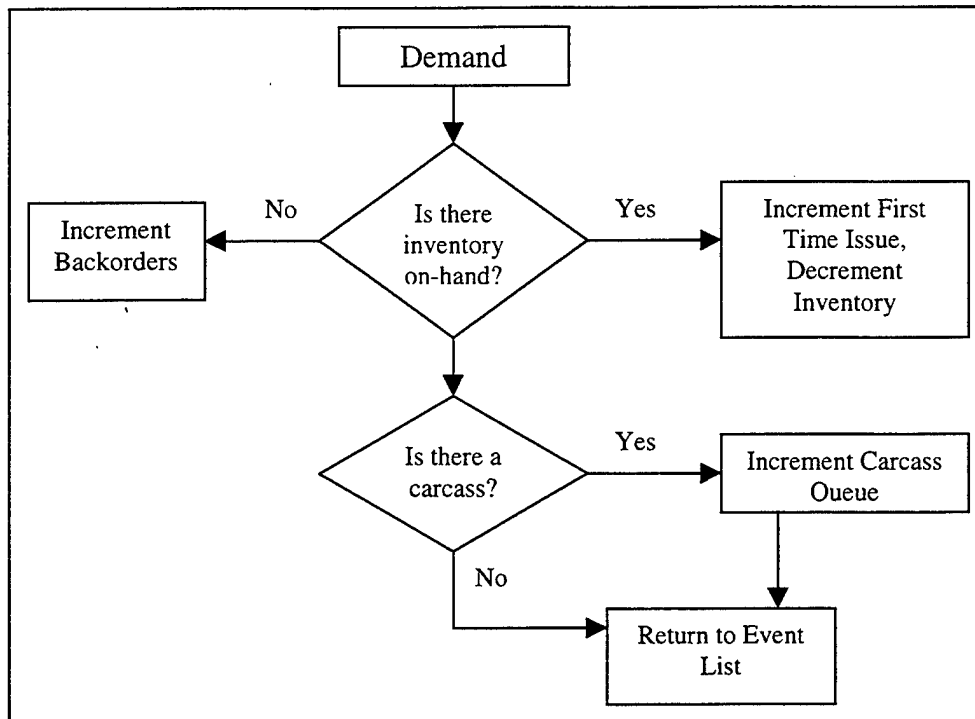 Demand
No
Yes
Is there
inventory
on-hand?
Increment
Backorders
Increment First
Time Issue,
Decrement
Inventory
Is there a
carcass?
Yes
Increment Carcass
Oueue
No
Return to Event
List